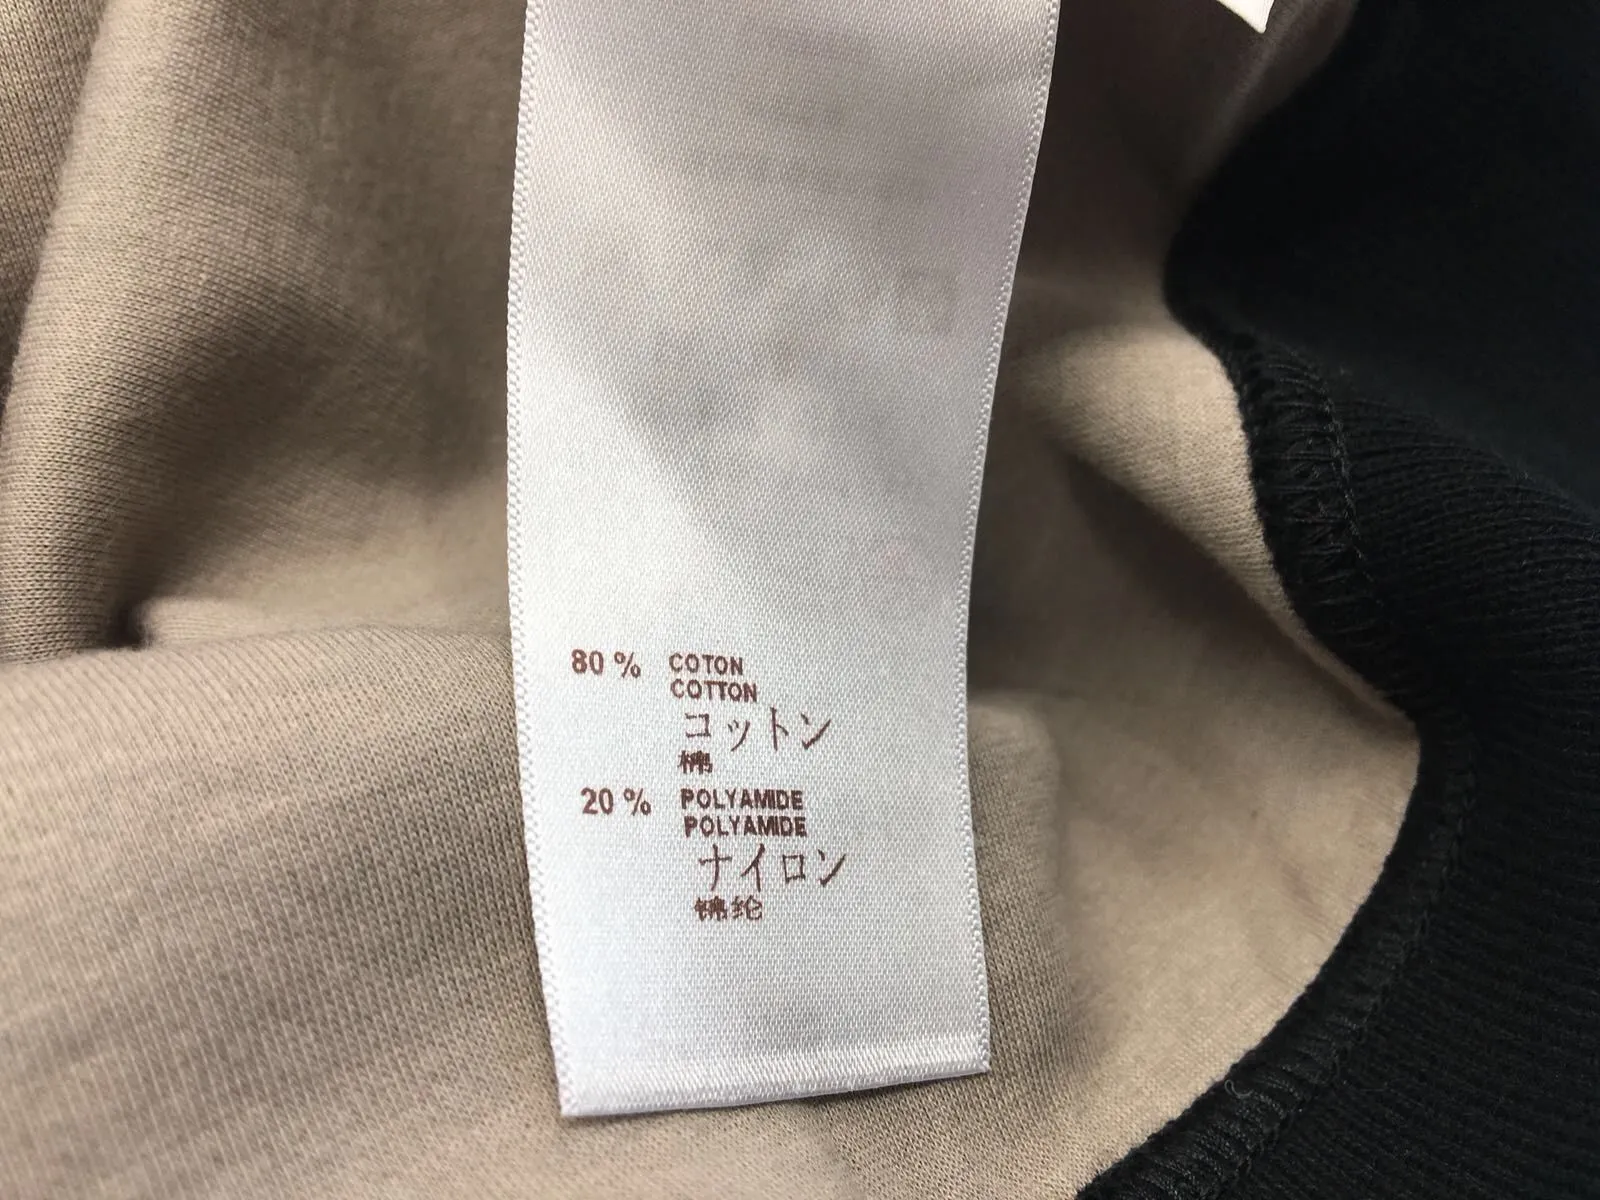 80 % COTON
COTTON
コットン
棉
20 % POLYAMIDE
POLYAMIDE
ナイロン
锦纶